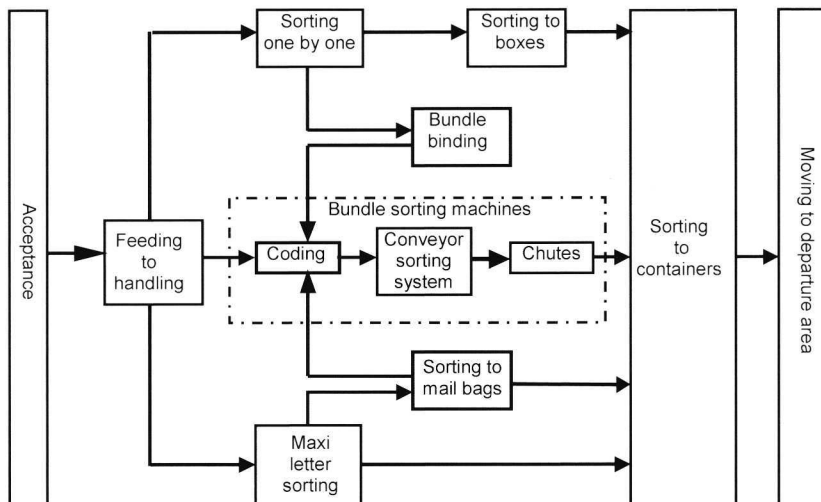 Acceptance
Feeding
to
handling
Sorting
one by one
Sorting to
boxes
Bundle
binding
Bundle sorting machines
Coding
Conveyor
sorting
system
Chutes
Sorting to
mail bags
Maxi
letter
sorting
Sorting
to
containers
Moving to departure area